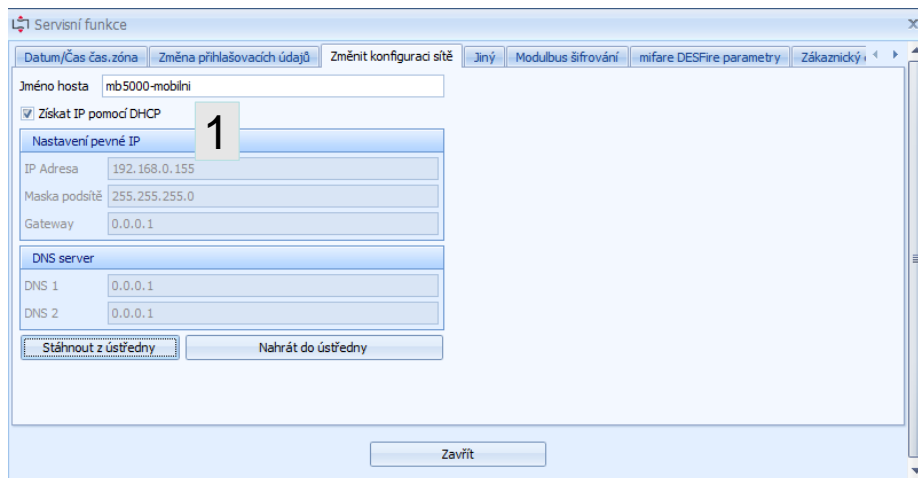 Servisní funkce
Datum/Čas čas.zóna Změna přihlašovacích údajů Změnit konfiguraci sítě Jiný Modulbus šifrování mifare DESFire parametry Zákaznický
Jméno hosta mb5000-mobilni
Získat IP pomocí DHCP
1
Nastavení pevné IP
IP Adresa 192.168.0.155
Maska podsítě 255.255.255.0
Gateway 0.0.0.1
DNS server
DNS 1 0.0.0.1
DNS 2 0.0.0.1
Stáhnout z ústředny Nahrát do ústředny
Zavřít